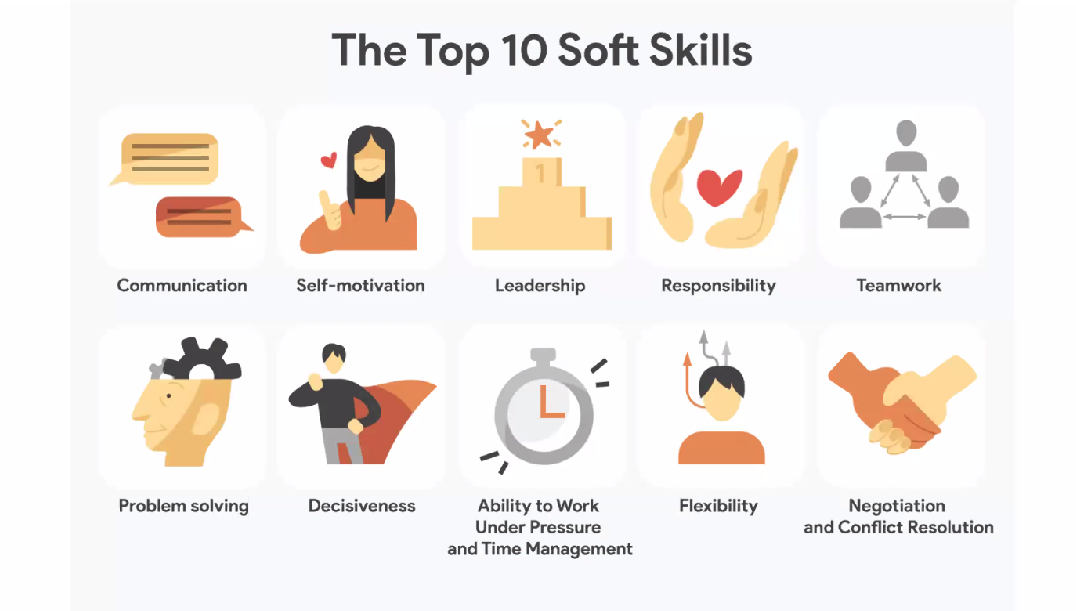 The Top 10 Soft Skills
1
Communication
Self-motivation
Leadership
Responsibility
Teamwork
Problem solving
Decisiveness
Ability to Work
Under Pressure
and Time Management
Flexibility
Negotiation
and Conflict Resolution